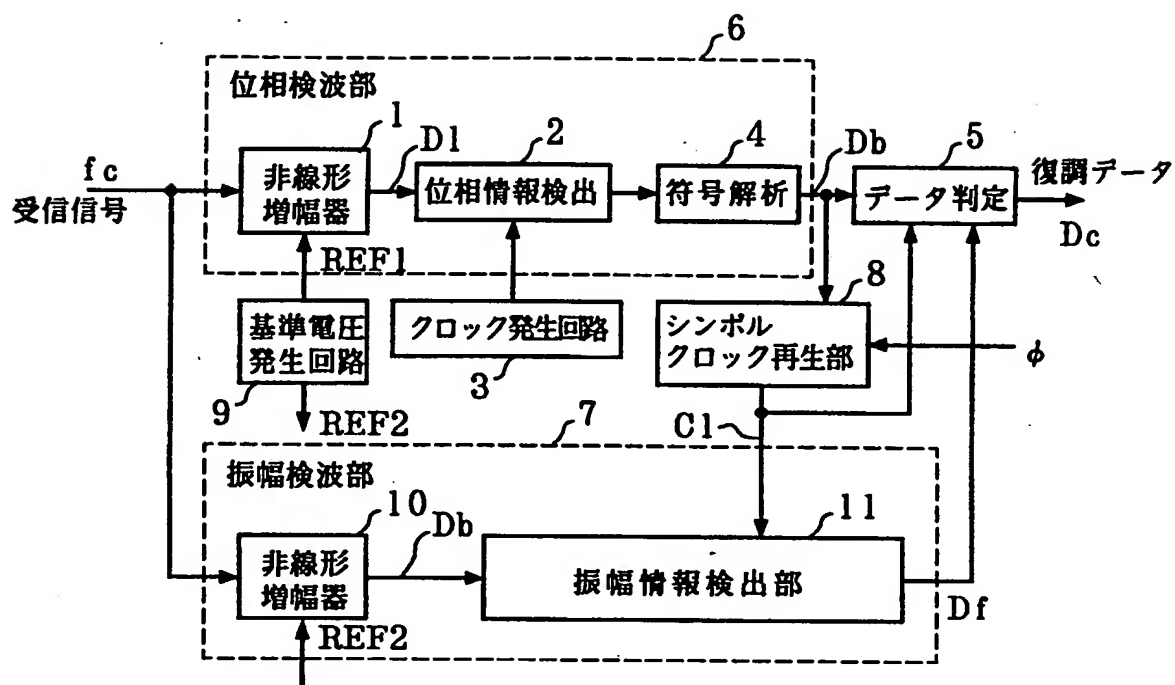 6
位相検波部
1
D1
2
4
Db
5
fc
受信信号
非線形
増幅器
位相情報検出
符号解析
データ判定
復調データ
Dc
REF1
8
基準電圧
発生回路
クロック発生回路
シンボル
クロック再生部
φ
9
3
REF2
7
C1
振幅検波部
10
Db
11
非線形
増幅器
振幅情報検出部
Df
REF2